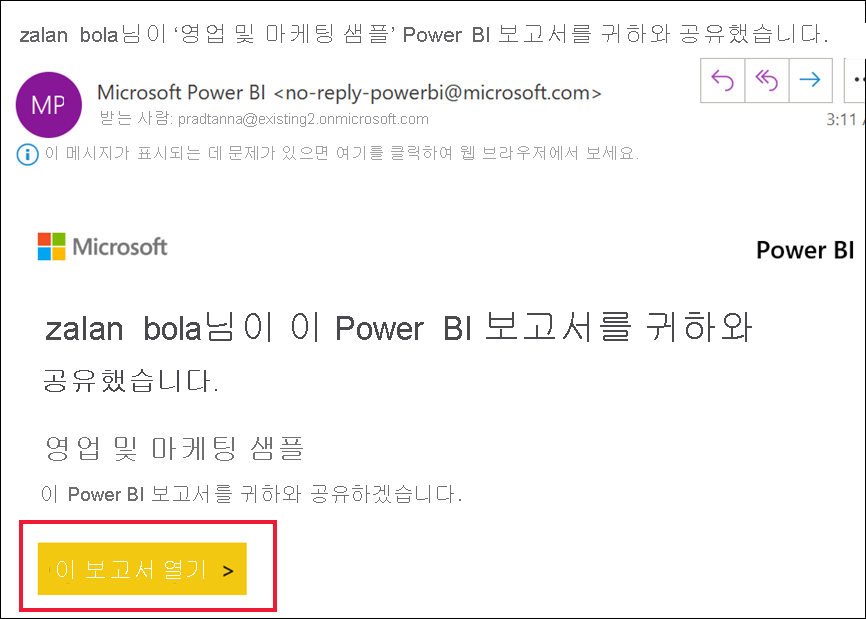 zalan bola님이 ‘영업 및 마케팅 샘플’ Power BI 보고서를 귀하와 공유했습니다.
MP
Microsoft Power BI <no-reply-powerbi@microsoft.com>
받는 사람: pradtanna@existing2.onmicrosoft.com
3:11
이 메시지가 표시되는 데 문제가 있으면 여기를 클릭하여 웹 브라우저에서 보세요.
Microsoft
Power BI
zalan bola님이 이 Power BI 보고서를 귀하와
공유했습니다.
영업 및 마케팅 샘플
이 Power BI 보고서를 귀하와 공유하겠습니다.
이 보고서 열기 >